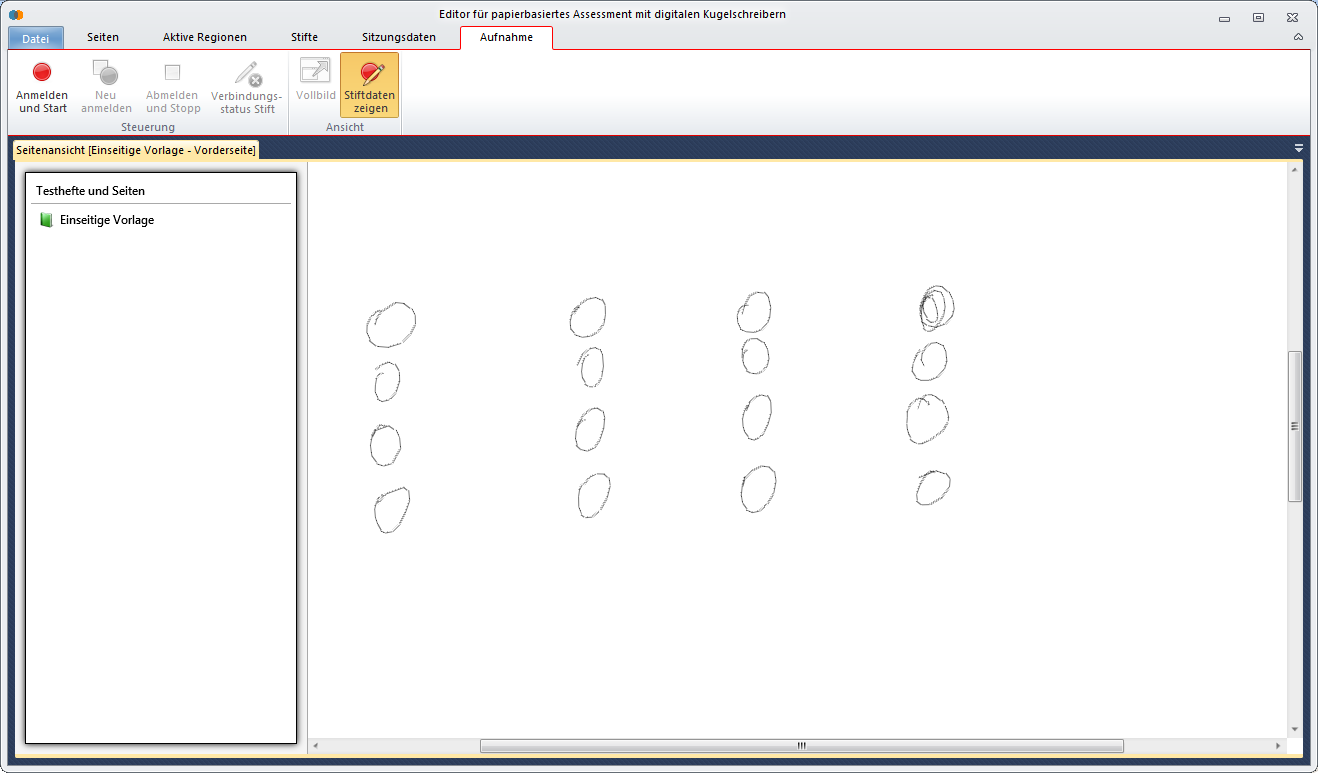 Editor für papierbasiertes Assessment mit digitalen Kugelschreibern
Datei Seiten Aktive Regionen Stifte Sitzungsdaten Aufnahme
Anmelden und Start
Neu anmelden
Abmelden und Stopp
Verbindungs-
status Stift
Vollbild
Stiftdaten zeigen
Steuerung
Ansicht
Seitenansicht [Einseitige Vorlage - Vorderseite]
Testhefte und Seiten
Einseitige Vorlage